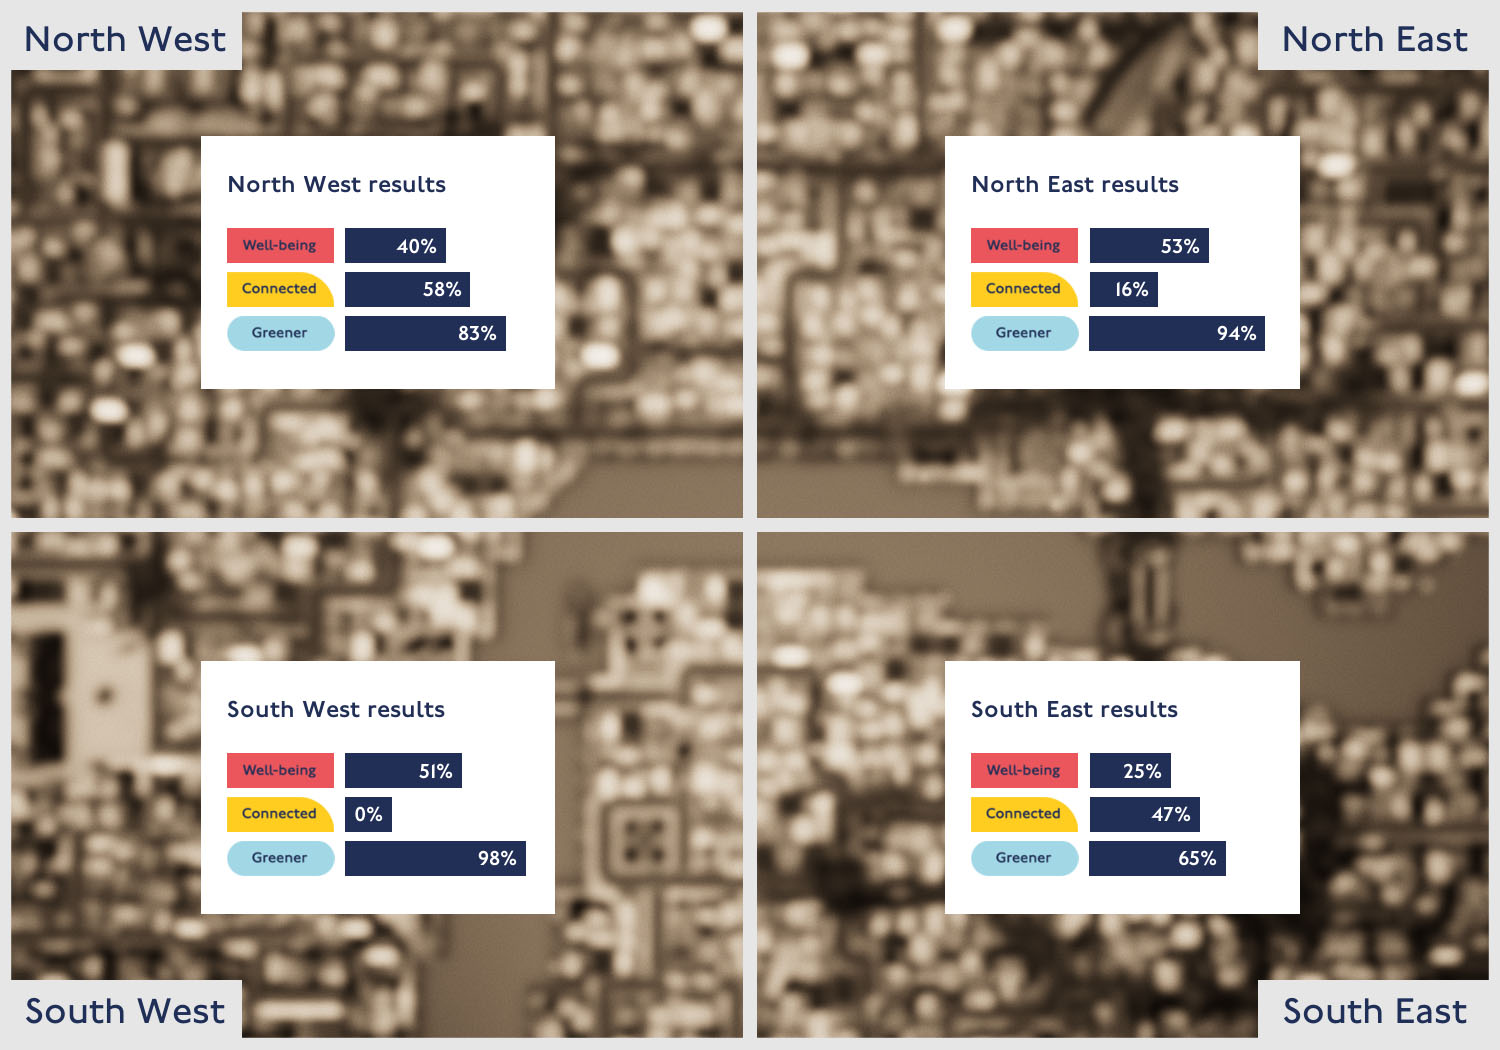 North West
North West results
Well-being 40%
Connected 58%
Greener 83%
North East
North East results
Well-being 53%
Connected 16%
Greener 94%
South West results
Well-being 51%
Connected 0%
Greener 98%
South West
South East results
Well-being 25%
Connected 47%
Greener 65%
South East